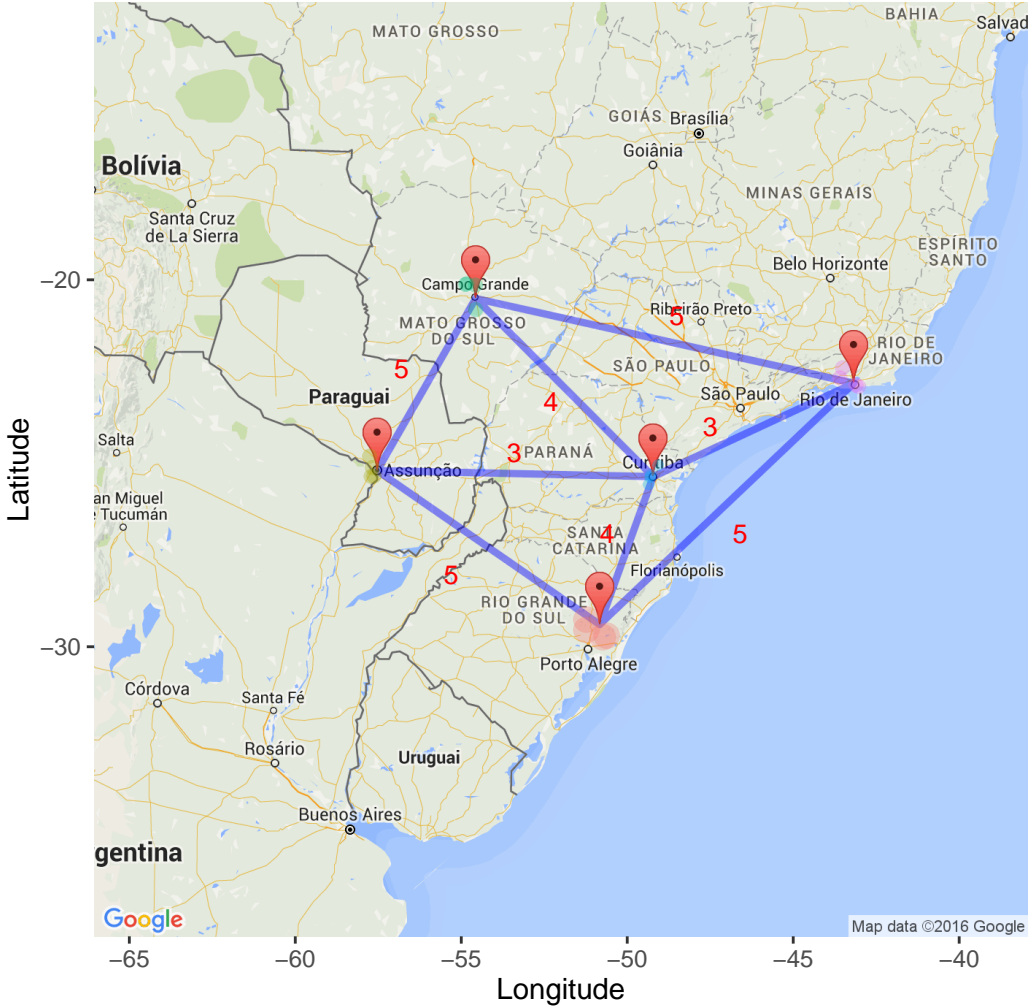 BAHIA
MATO GROSSO
Salvad
GOIÁS
Brasília
Goiânia
Bolívia
MINAS GERAIS
Santa Cruz
de La Sierra
ESPÍRITO
SANTO
Belo Horizonte
−20
Campo Grande
Ribeirão Preto
5
MATO GROSSO
DO SUL
RIO DE
JANEIRO
SÃO PAULO
5
Paraguai
São Paulo
Rio de Janeiro
4
3
Salta
3
PARANÁ
Curitiba
Assunção
an Miguel
e Tucumán
SANTA
CATARINA
4
5
Florianópolis
5
RIO GRANDE
DO SUL
−30
Porto Alegre
Córdova
Santa Fé
Rosário
Uruguai
Buenos Aires
gentina
Google
Map data ©2016 Google
−65
−60
−55
−50
−45
−40
Longitude
Latitude